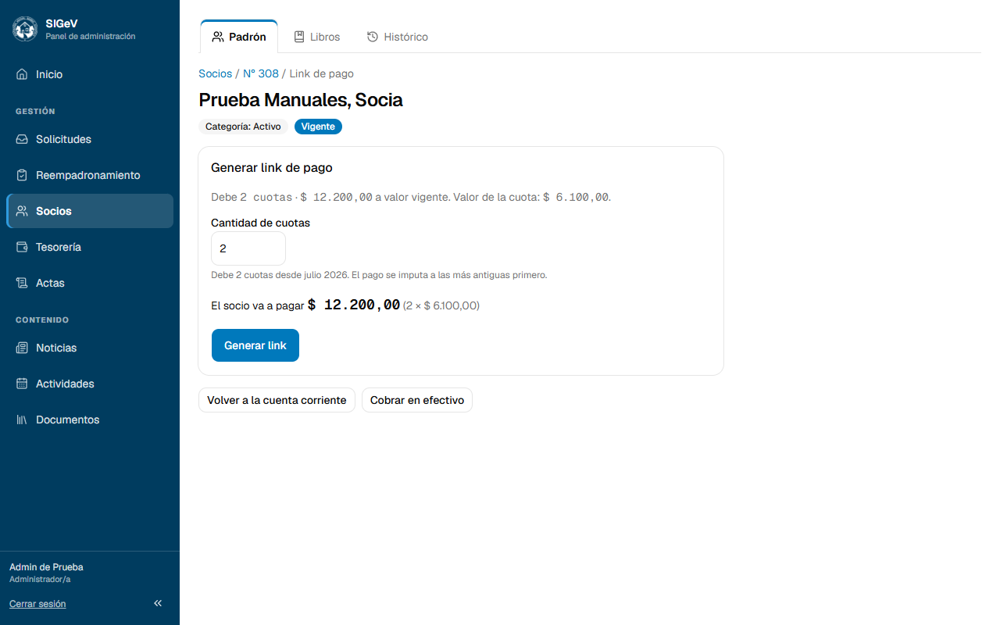 SIGeV
Panel de administración
Inicio
GESTIÓN
Solicitudes
Reempadronamiento
Socios
Tesorería
Actas
CONTENIDO
Noticias
Actividades
Documentos
Admin de Prueba
Administrador/a
Cerrar sesión
Padrón Libros Histórico
Socios / N° 308 / Link de pago
Prueba Manuales, Socia
Categoría: Activo Vigente
Generar link de pago
Debe 2 cuotas · $ 12.200,00 a valor vigente. Valor de la cuota: $ 6.100,00.
Cantidad de cuotas
2
Debe 2 cuotas desde julio 2026. El pago se imputa a las más antiguas primero.
El socio va a pagar $ 12.200,00 (2 × $ 6.100,00)
Generar link
Volver a la cuenta corriente Cobrar en efectivo